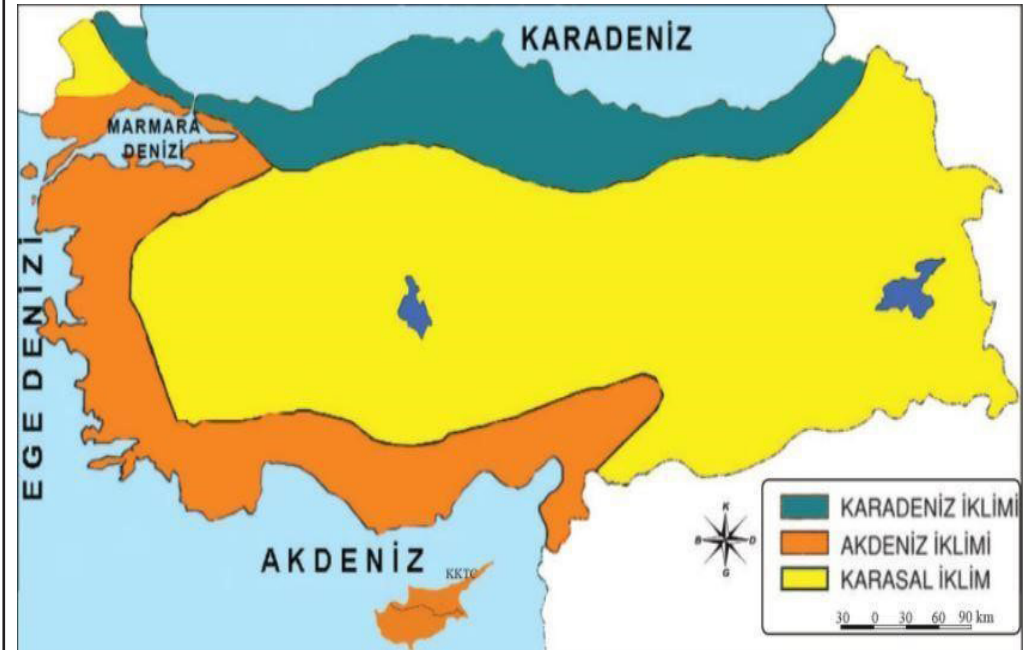 KARADENİZ
MARMARA
DENİZİ
EGE DENİZİ
AKDENİZ
KKTC
K
B
D
G
KARADENİZ İKLİMİ
AKDENİZ İKLİMİ
KARASAL İKLİM
30 0 30 60 90 km